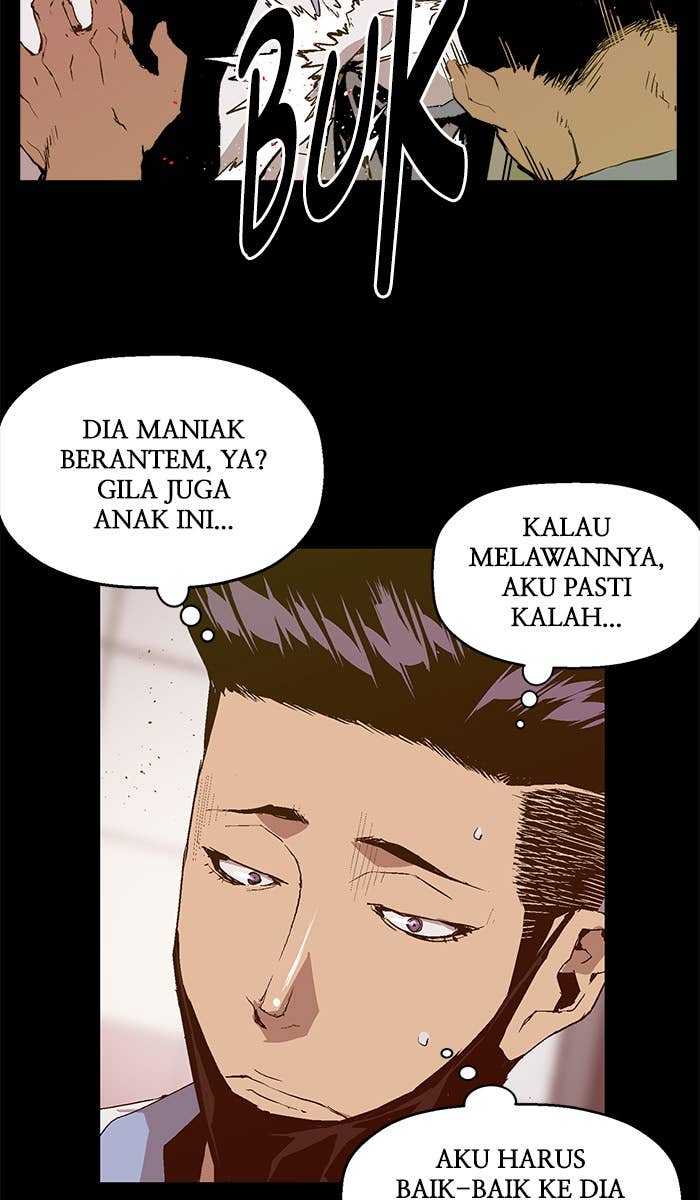 BUK
DIA MANIAK
BERANTEM, YA?
GILA JUGA
ANAK INI...
KALAU
MELAWANNYA,
AKU PASTI
KALAH...
AKU HARUS
BAIK-BAIK KE DIA